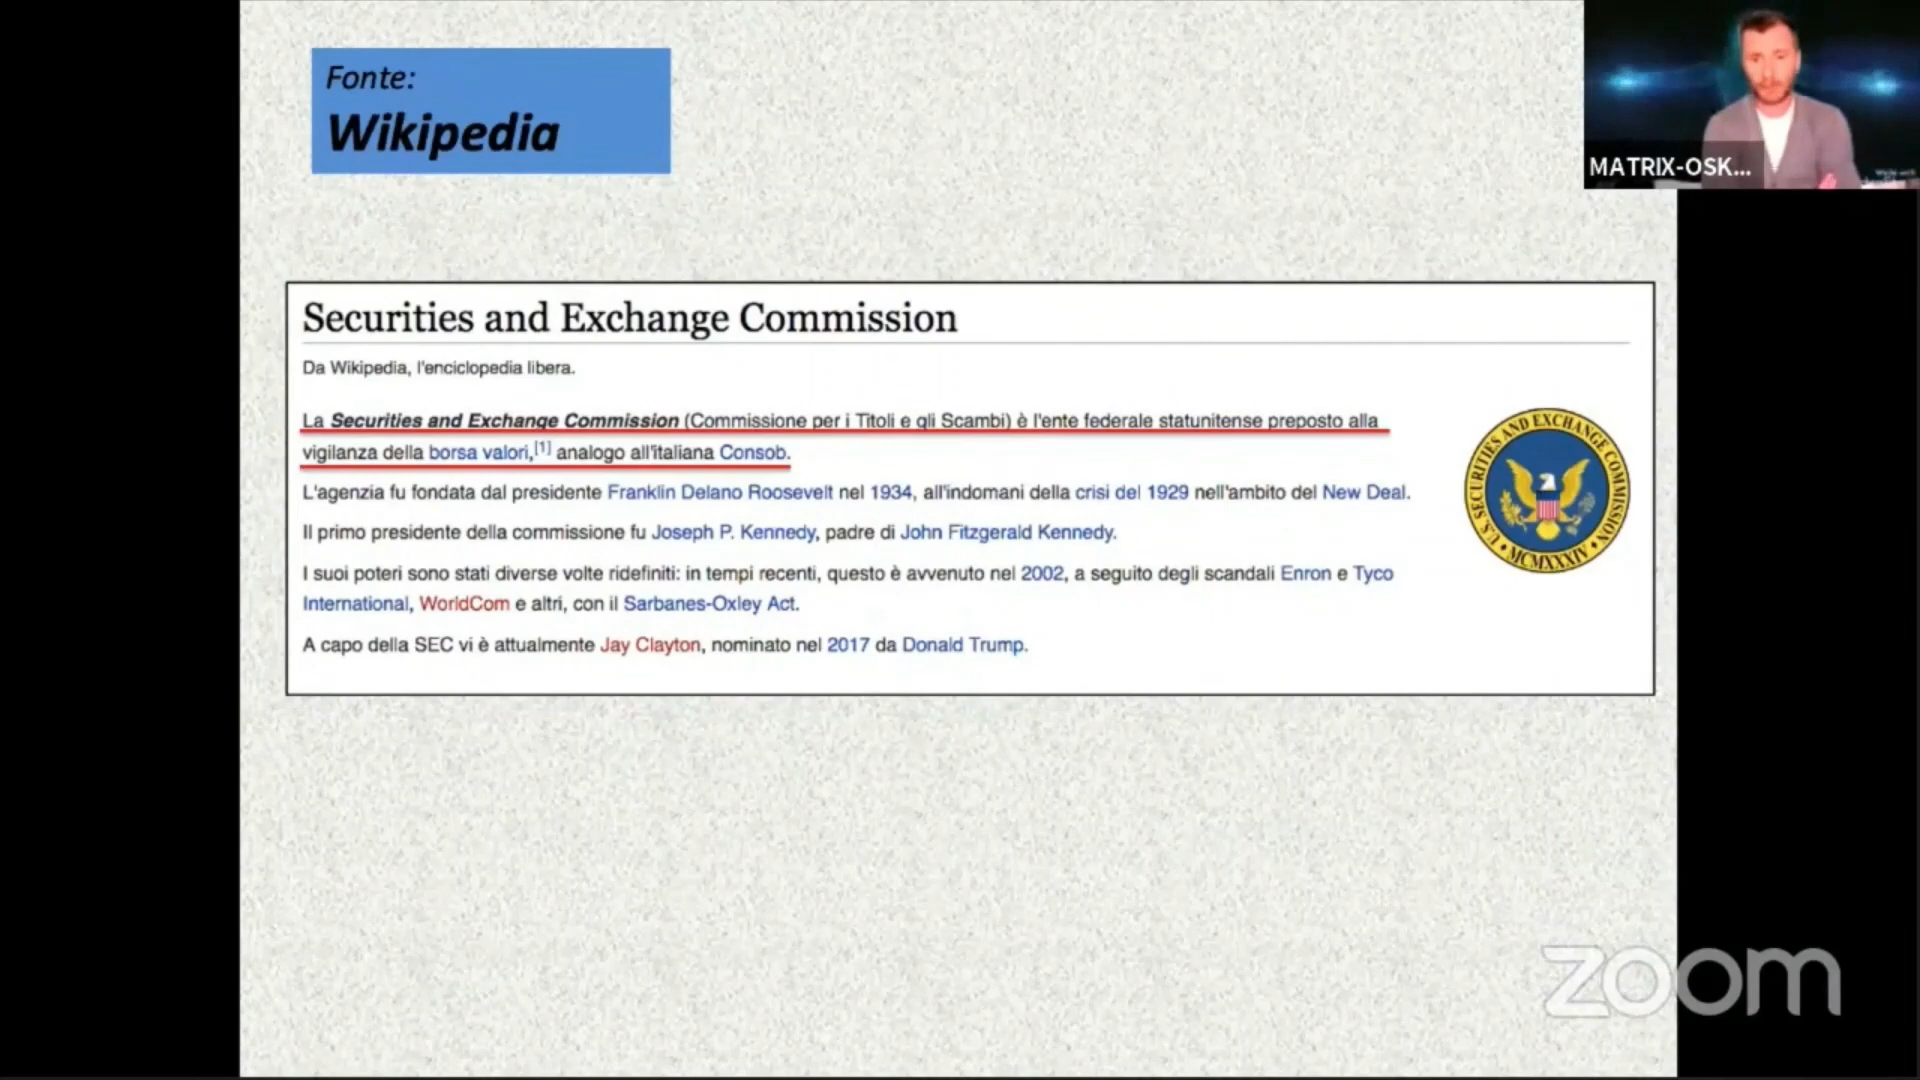 Fonte:
Wikipedia
MATRIX-OSK...
Securities and Exchange Commission
Da Wikipedia, l'enciclopedia libera.
La Securities and Exchange Commission (Commissione per i Titoli e gli Scambi) è l'ente federale statunitense preposto alla
vigilanza della borsa valori,[1] analogo all'italiana Consob.
L'agenzia fu fondata dal presidente Franklin Delano Roosevelt nel 1934, all'indomani della crisi del 1929 nell'ambito del New Deal.
Il primo presidente della commissione fu Joseph P. Kennedy, padre di John Fitzgerald Kennedy.
I suoi poteri sono stati diverse volte ridefiniti: in tempi recenti, questo è avvenuto nel 2002, a seguito degli scandali Enron e Tyco
International, WorldCom e altri, con il Sarbanes-Oxley Act.
A capo della SEC vi è attualmente Jay Clayton, nominato nel 2017 da Donald Trump.
U.S. SECURITIES AND EXCHANGE COMMISSION
MCMXXXIV
zoom